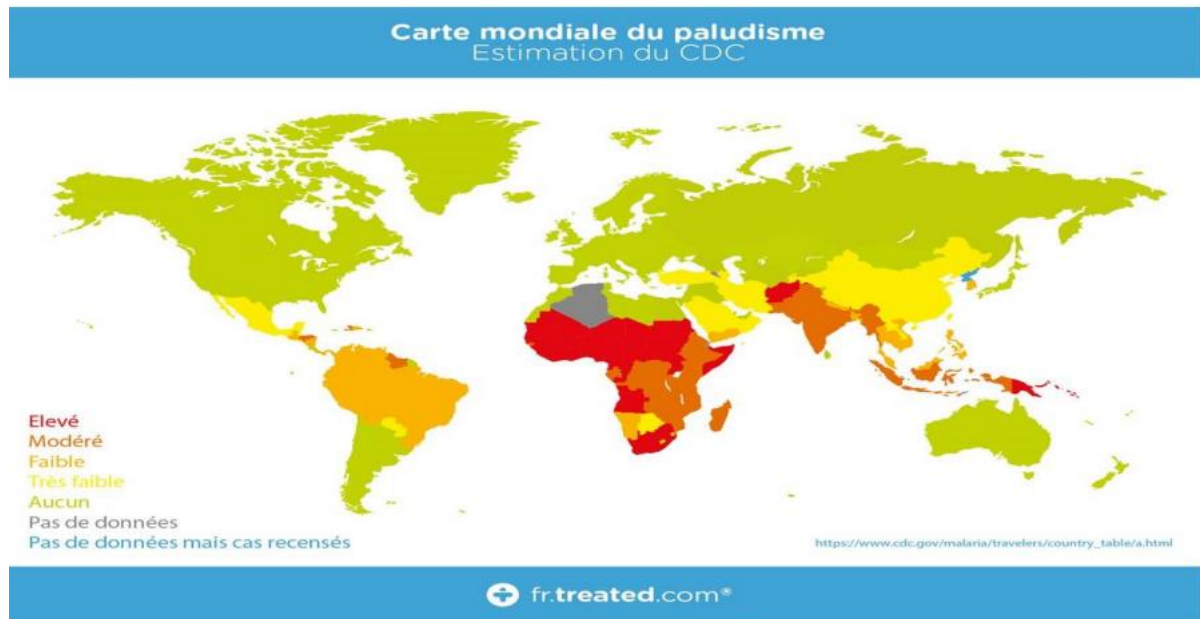 Carte mondiale du paludisme
Estimation du CDC
Elevé
Modéré
Faible
Très faible
Aucun
Pas de données
Pas de données mais cas recensés
https://www.cdc.gov/malaria/travelers/country_table/a.html
fr.treated.com®